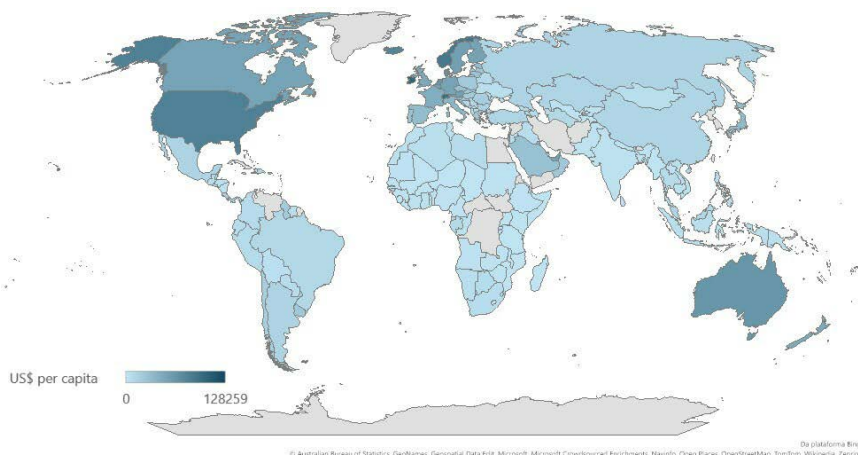 US$ per capita
0
128259
Da plataforma Bing
© Australian Bureau of Statistics, GeoNames, Geospatial Data Edit, Microsoft, Microsoft Crowdsourced Enrichments, Navinfo, Open Places, OpenStreetMap, TomTom, Wikipedia, Zenrin